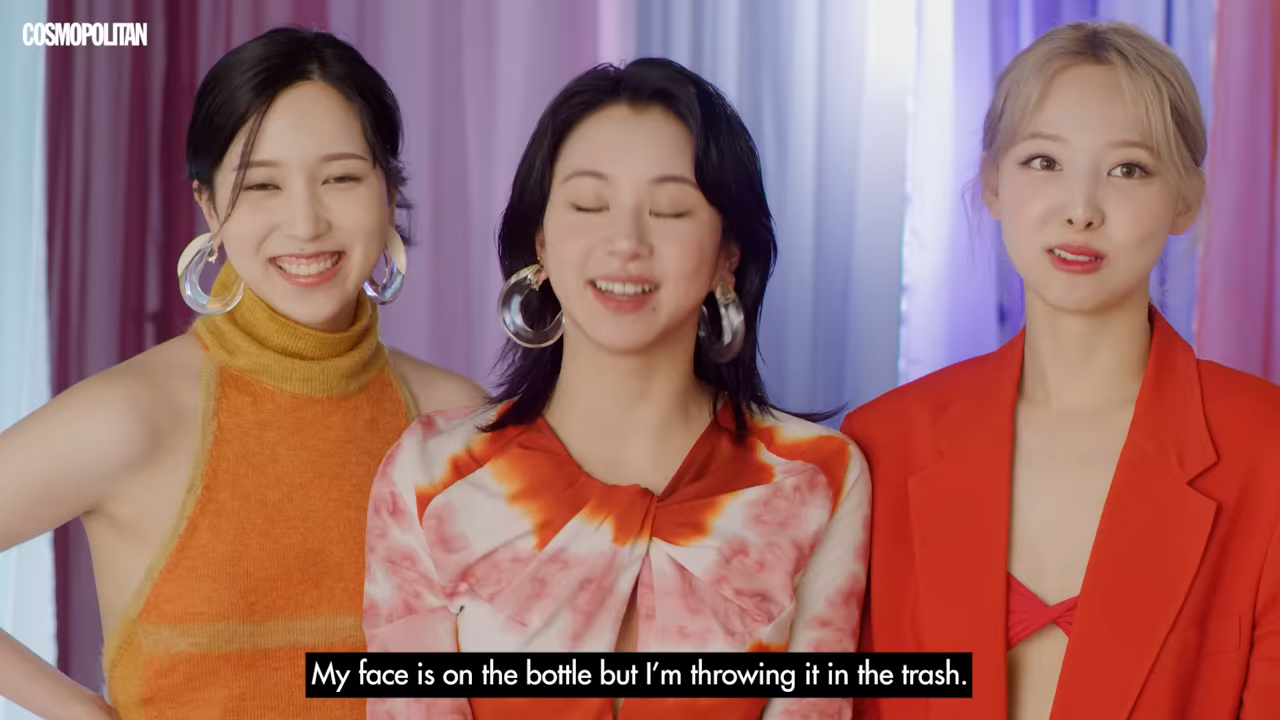 COSMOPOLITAN
My face is on the bottle but I'm throwing it in the trash.